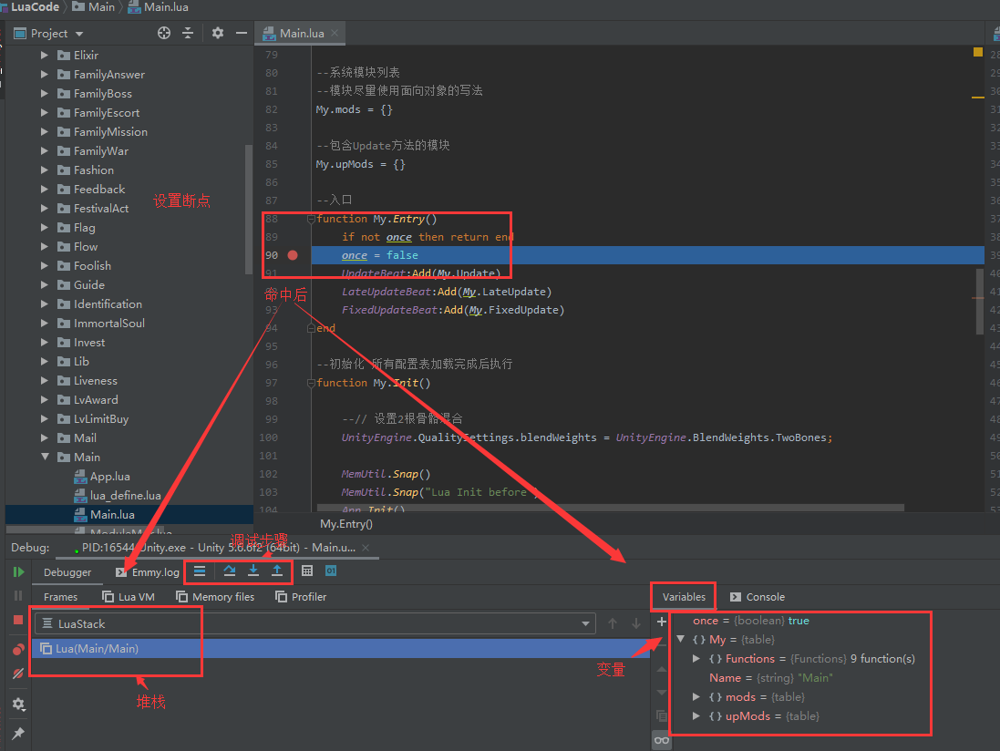 LuaCode Main Main.lua
Project
Main.lua
Elixir
FamilyAnswer
FamilyBoss
FamilyEscort
FamilyMission
FamilyWar
Fashion
Feedback
FestivalAct
Flag
Flow
Foolish
Guide
Identification
ImmortalSoul
Invest
Lib
Liveness
LvAward
LvLimitBuy
Mail
Main
App.lua
lua_define.lua
Main.lua
ModuleMgr.lua
设置断点
79
80 --系统模块列表
81 --模块尽量使用面向对象的写法
82 My.mods = {}
83
84 --包含Update方法的模块
85 My.upMods = {}
86
87 --入口
88 function My.Entry()
89 if not once then return end
90 once = false
91 UpdateBeat:Add(My.Update)
命中后
LateUpdateBeat:Add(My.LateUpdate)
93 FixedUpdateBeat:Add(My.FixedUpdate)
94 end
95
96 --初始化 所有配置表加载完成后执行
97 function My.Init()
98
99 --// 设置2根骨骼混合
100 UnityEngine.QualitySettings.blendWeights = UnityEngine.BlendWeights.TwoBones;
101
102 MemUtil.Snap()
103 MemUtil.Snap("Lua Init before")
104 App.Init()
My.Entry()
调试步骤
Debug: PID:16544 Unity.exe - Unity 5.6.6f2 (64bit) - Main.u...
Debugger Emmy.log
Frames Lua VM Memory files Profiler
LuaStack
Lua(Main/Main)
堆栈
Variables Console
变量
once = {boolean} true
My = {table}
Functions = {Functions} 9 function(s)
Name = {string} "Main"
mods = {table}
upMods = {table}